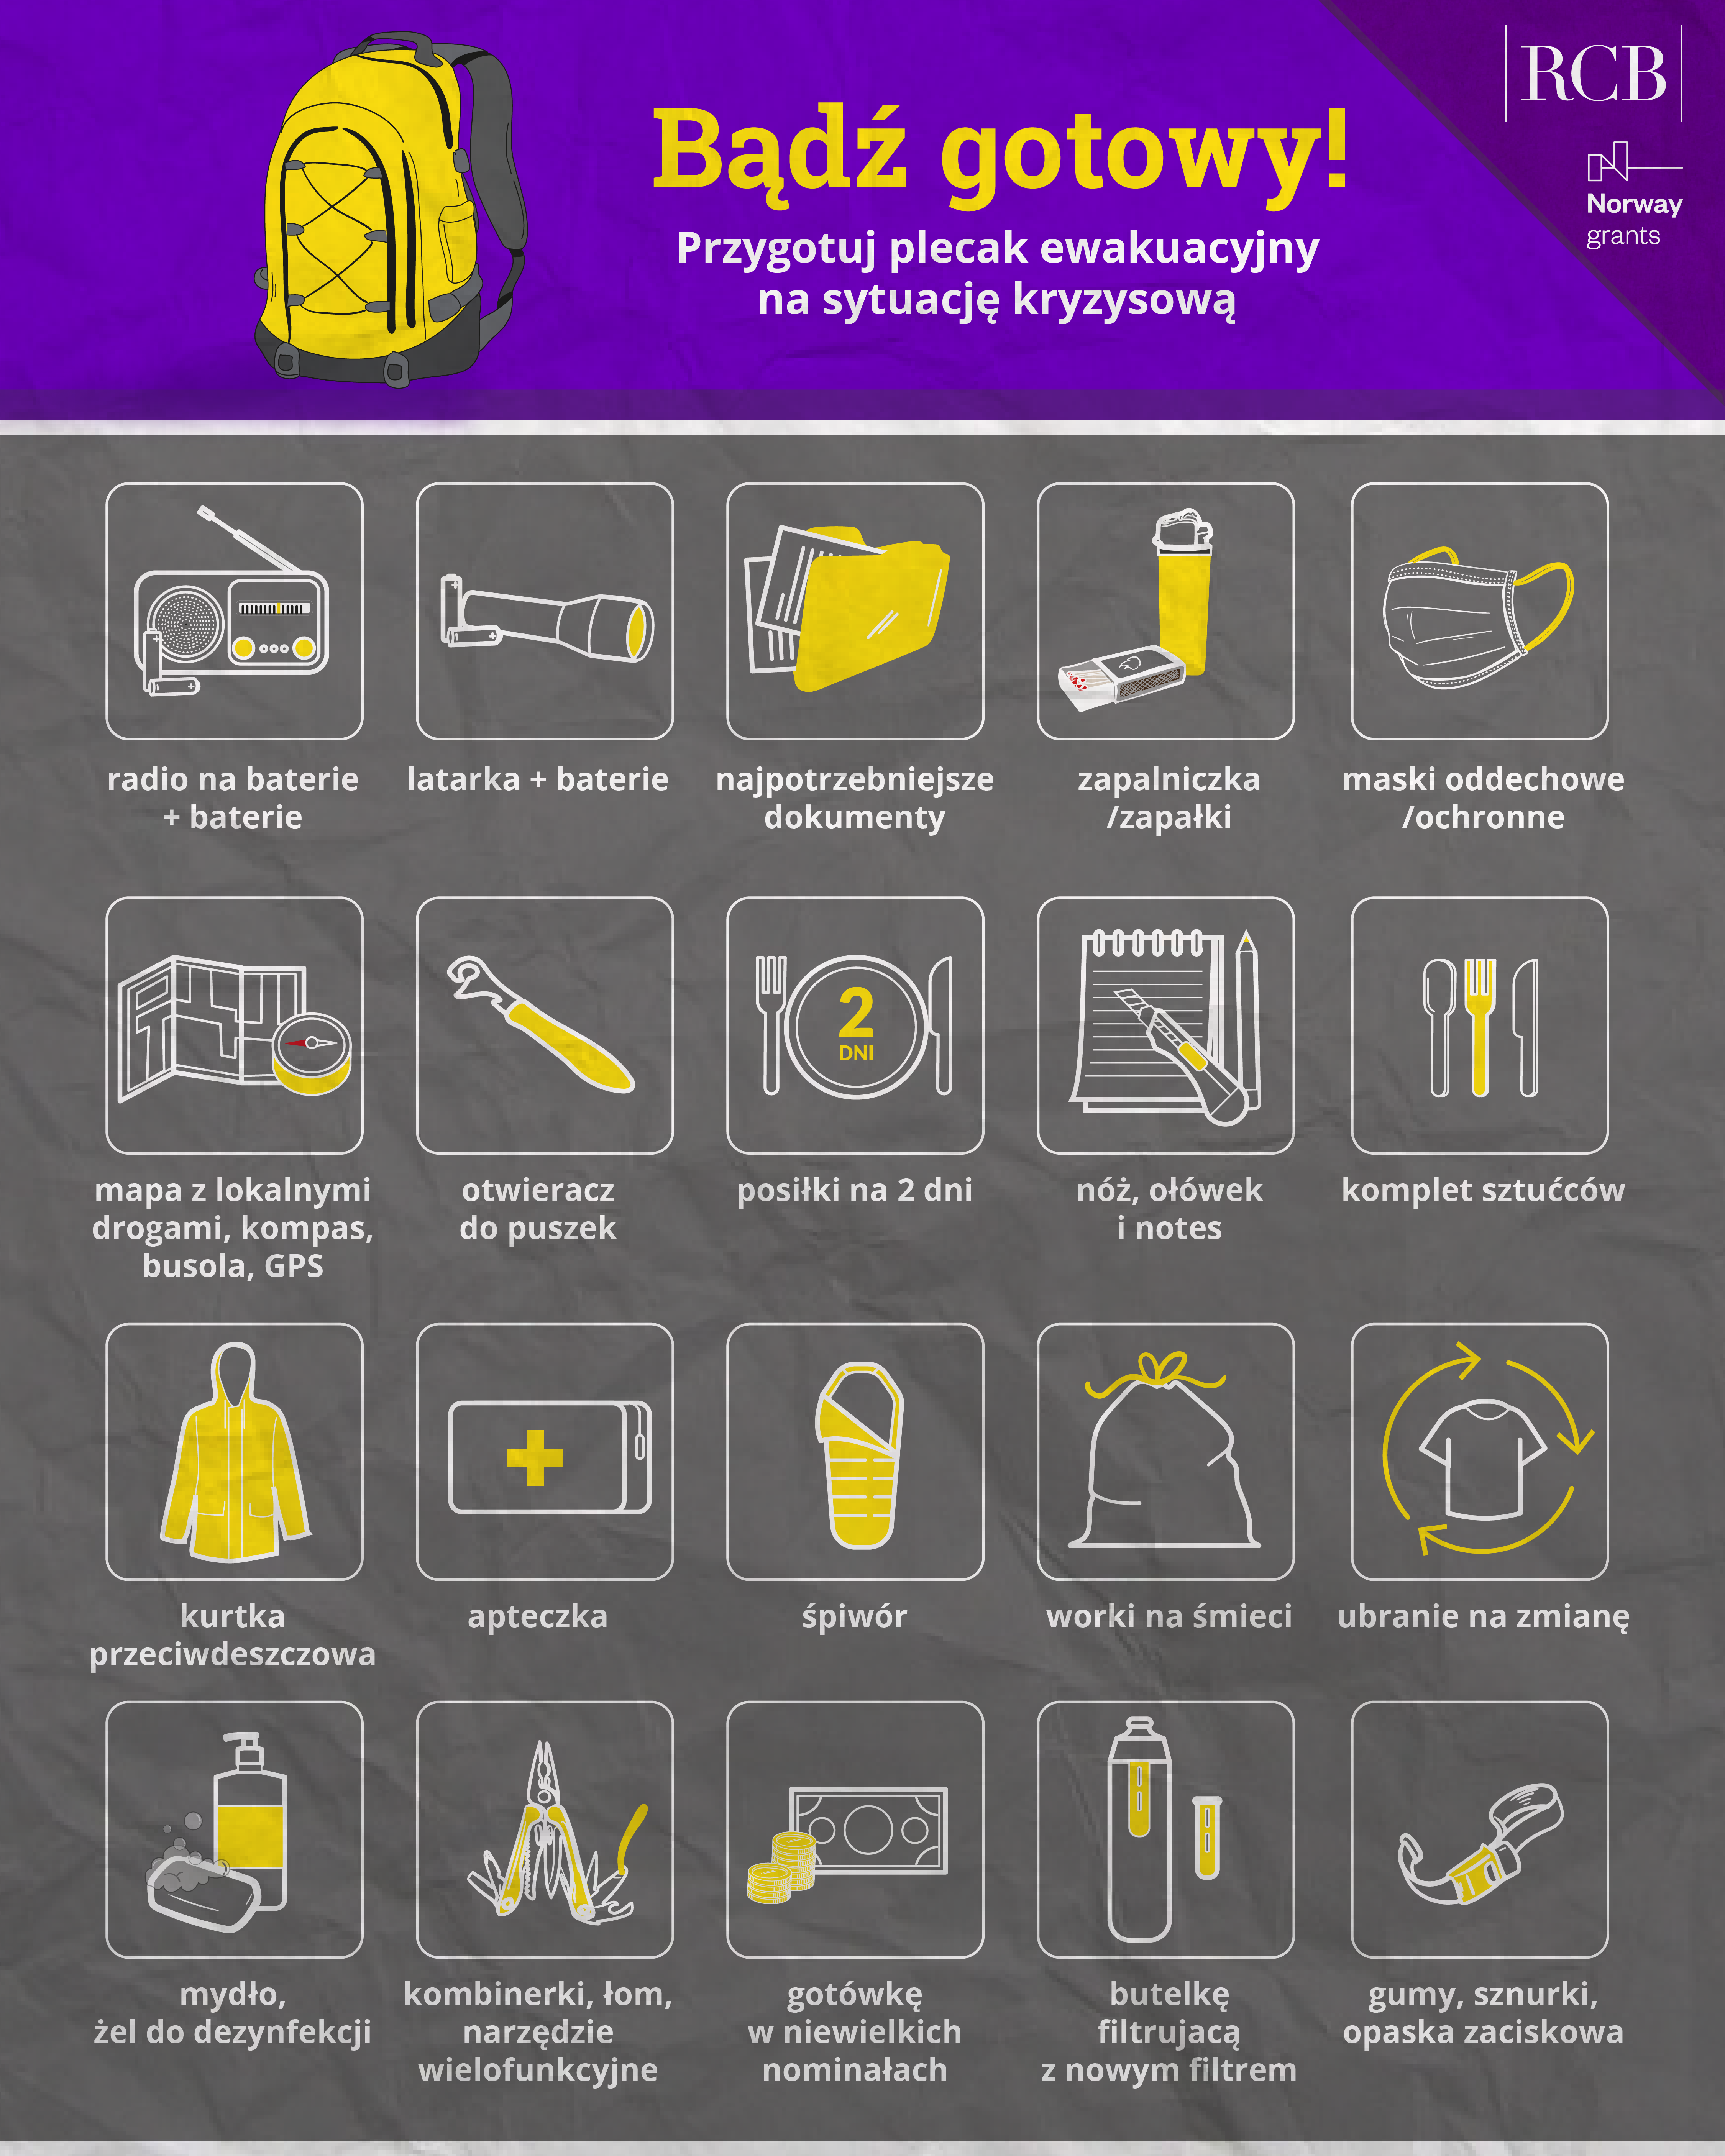 Bądź gotowy!
Przygotuj plecak ewakuacyjny
na sytuację kryzysową
RCB
Norway
grants
radio na baterie
+ baterie
latarka + baterie
najpotrzebniejsze
dokumenty
zapalniczka
/zapałki
maski oddechowe
/ochronne
mapa z lokalnymi
drogami, kompas,
busola, GPS
otwieracz
do puszek
2
DNI
posiłki na 2 dni
nóż, ołówek
i notes
komplet sztućców
kurtka
przeciwdeszczowa
apteczka
śpiwór
worki na śmieci
ubranie na zmianę
mydło,
żel do dezynfekcji
kombinerki, łom,
narzędzie
wielofunkcyjne
gotówkę
w niewielkich
nominałach
butelkę
filtrujacą
z nowym filtrem
gumy, sznurki,
opaska zaciskowa